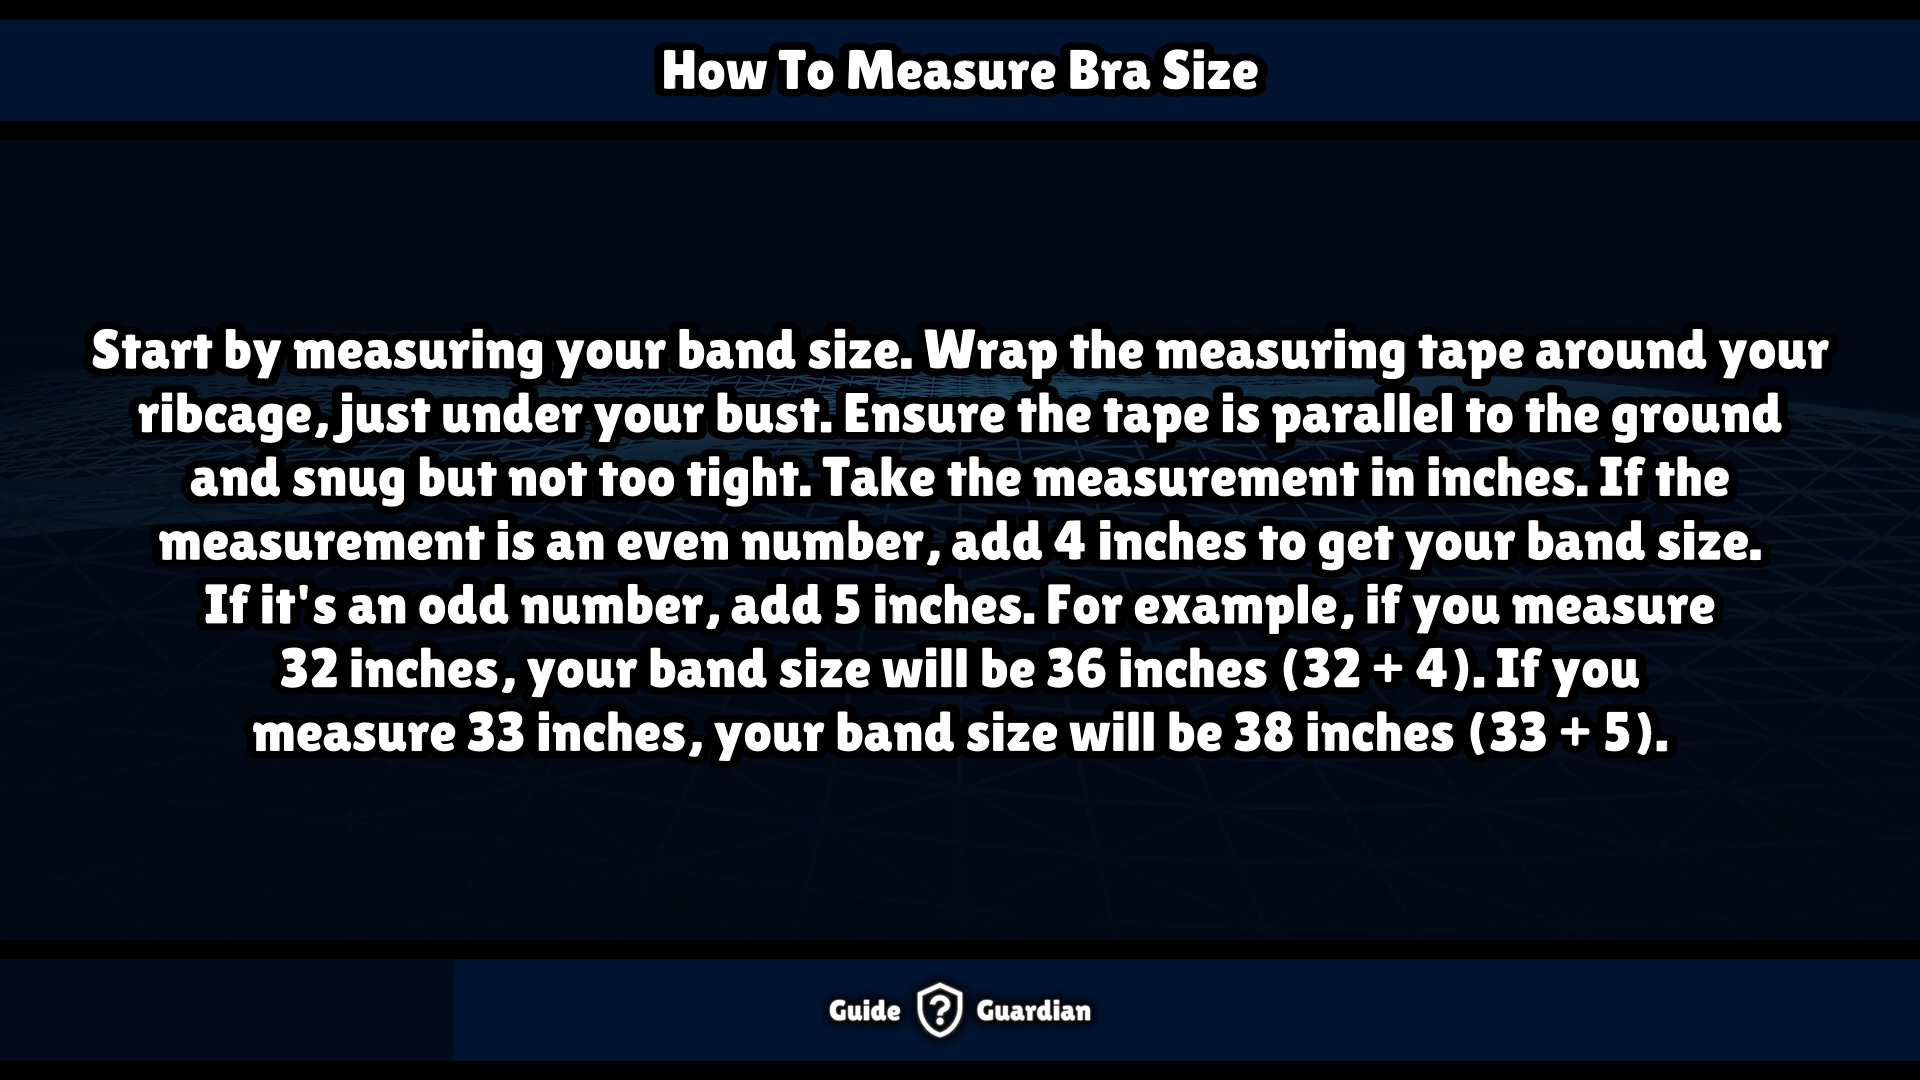 How To Measure Bra Size
Start by measuring your band size. Wrap the measuring tape around your
ribcage, just under your bust. Ensure the tape is parallel to the ground
and snug but not too tight. Take the measurement in inches. If the
measurement is an even number, add 4 inches to get your band size.
If it's an odd number, add 5 inches. For example, if you measure
32 inches, your band size will be 36 inches (32 + 4). If you
measure 33 inches, your band size will be 38 inches (33 + 5).
Guide ? Guardian